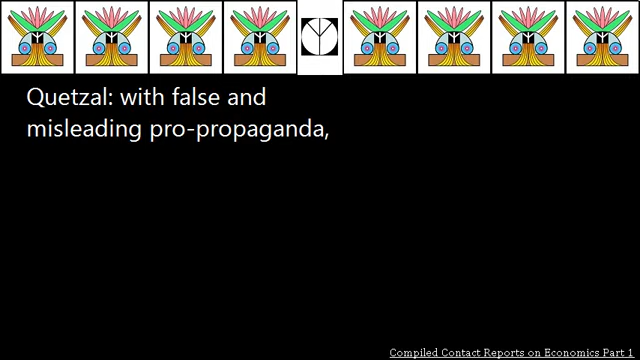 Quetzal: with false and
misleading pro-propaganda,
Compiled Contact Reports on Economics Part 1